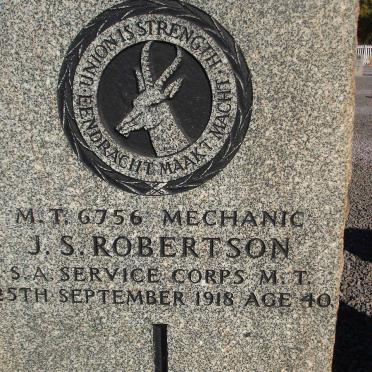 UNION IS STRENGTH
EENDRACHT MAAKT MACHT
M.T. 6756 MECHANIC
J. S. ROBERTSON
S.A. SERVICE CORPS M.T.
25TH SEPTEMBER 1918 AGE 40